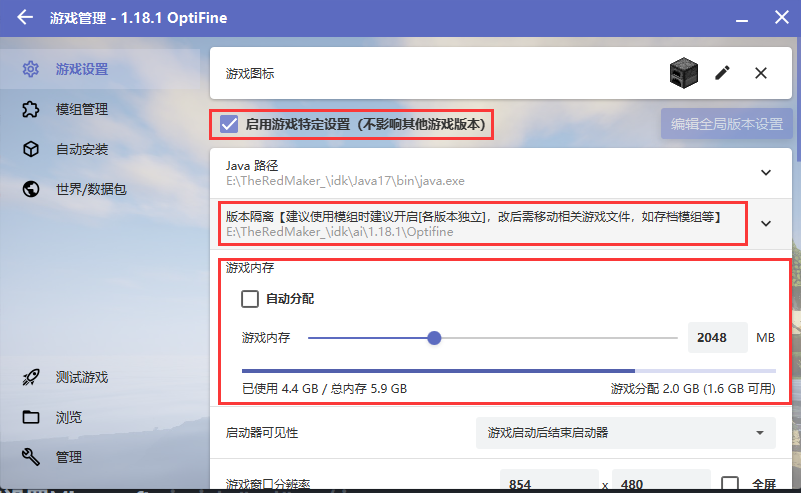 游戏管理 - 1.18.1 OptiFine
游戏设置
模组管理
自动安装
世界/数据包
测试游戏
浏览
管理
游戏图标
启用游戏特定设置（不影响其他游戏版本）
编辑全局版本设置
Java 路径
E:\TheRedMaker_\idk\Java17\bin\java.exe
版本隔离【建议使用模组时建议开启[各版本独立]，改后需移动相关游戏文件，如存档模组等】
E:\TheRedMaker_\idk\ai\1.18.1\Optifine
游戏内存
自动分配
游戏内存 2048 MB
已使用 4.4 GB / 总内存 5.9 GB 游戏分配 2.0 GB (1.6 GB 可用)
启动器可见性 游戏启动后结束启动器
游戏窗口分辨率 854 x 480 全屏